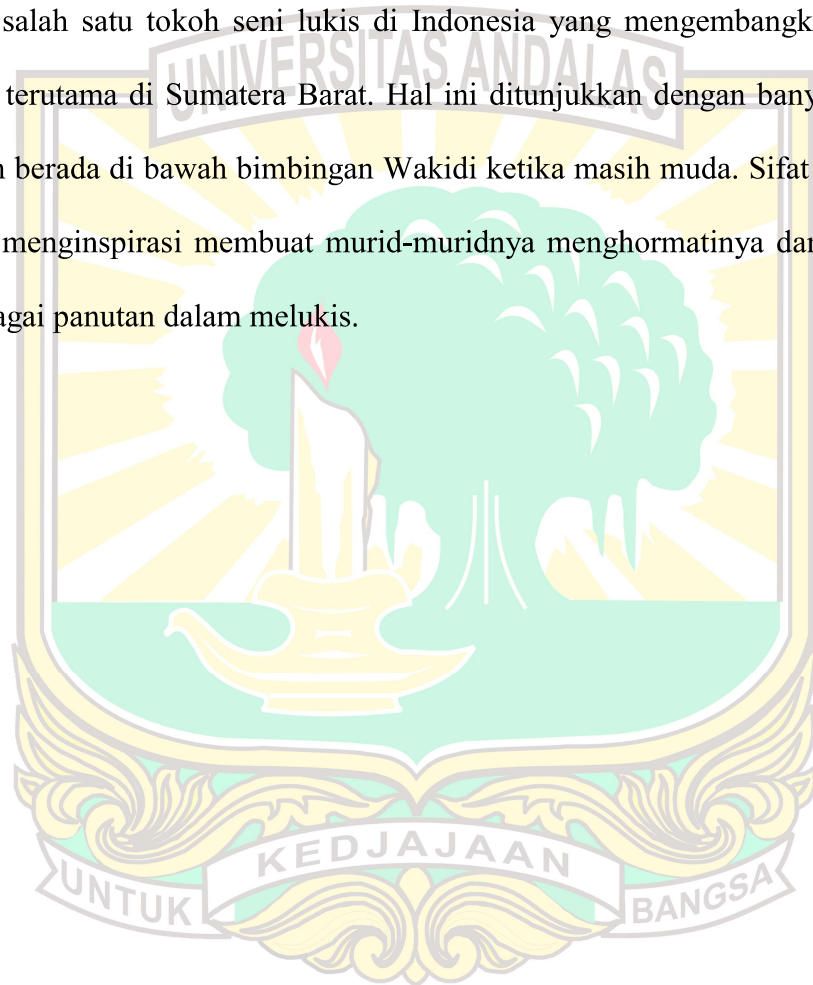 salah satu tokoh seni lukis di Indonesia yang mengembangk
terutama di Sumatera Barat. Hal ini ditunjukkan dengan bany
n berada di bawah bimbingan Wakidi ketika masih muda. Sifat
menginspirasi membuat murid-muridnya menghormatinya dan
agai panutan dalam melukis.
UNIVERSITAS ANDALAS
UNTUK KEDJAJAAN BANGSA